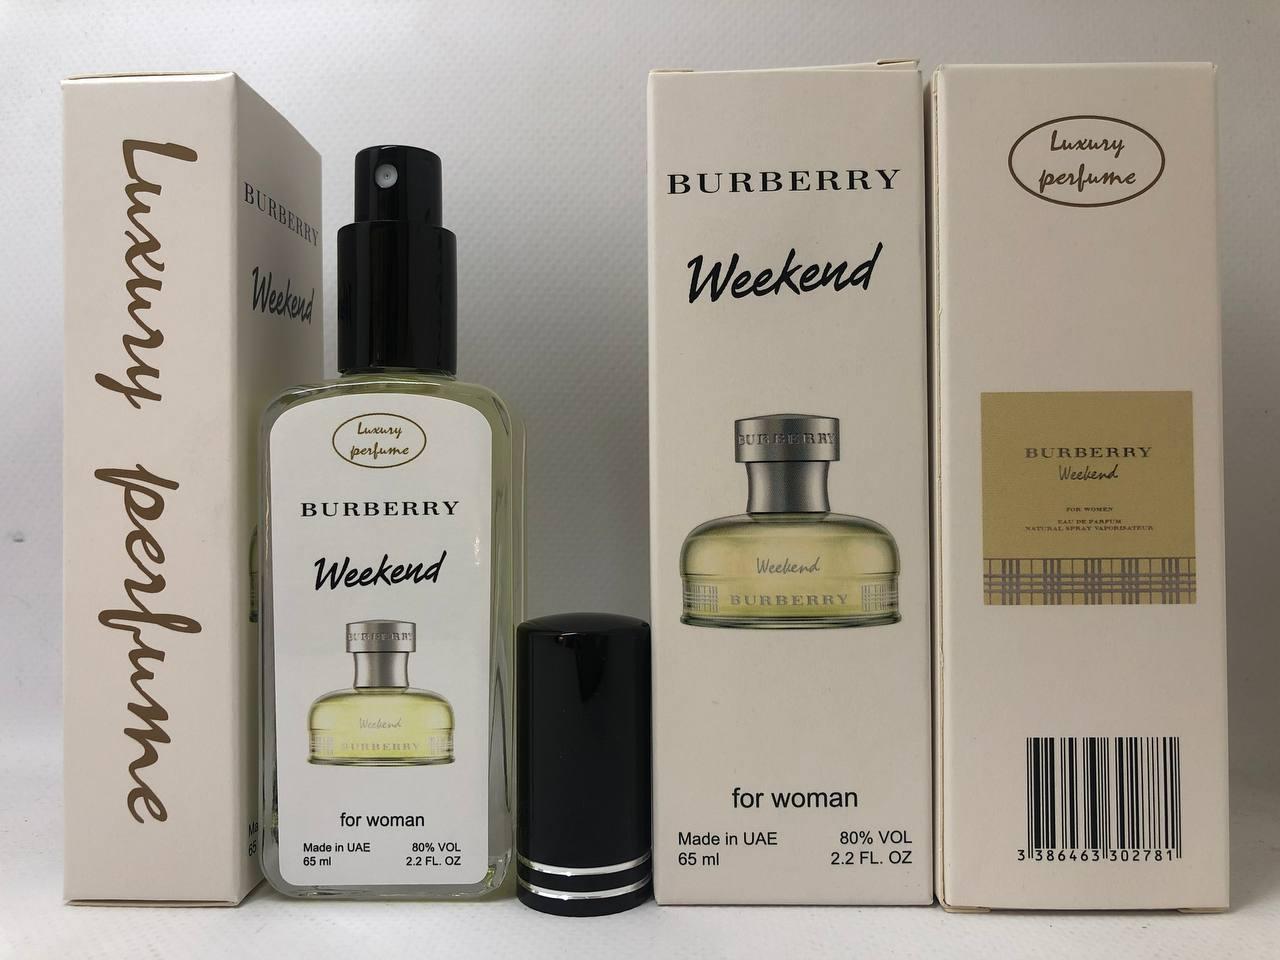 Luxury perfume
BURBERRY
Weekend
65
Luxury
perfume
BURBERRY
Weekend
BURBERRY
Weekend
BURBERRY
for woman
Made in UAE 80% VOL
65 ml 2.2 FL. OZ
BURBERRY
Weekend
BURBERRY
Weekend
BURBERRY
for woman
Made in UAE 80% VOL
65 ml 2.2 FL. OZ
Luxury
perfume
BURBERRY
Weekend
FOR WOMEN
EAU DE PARFUM
NATURAL SPRAY VAPORISATEUR
3 386463 302781